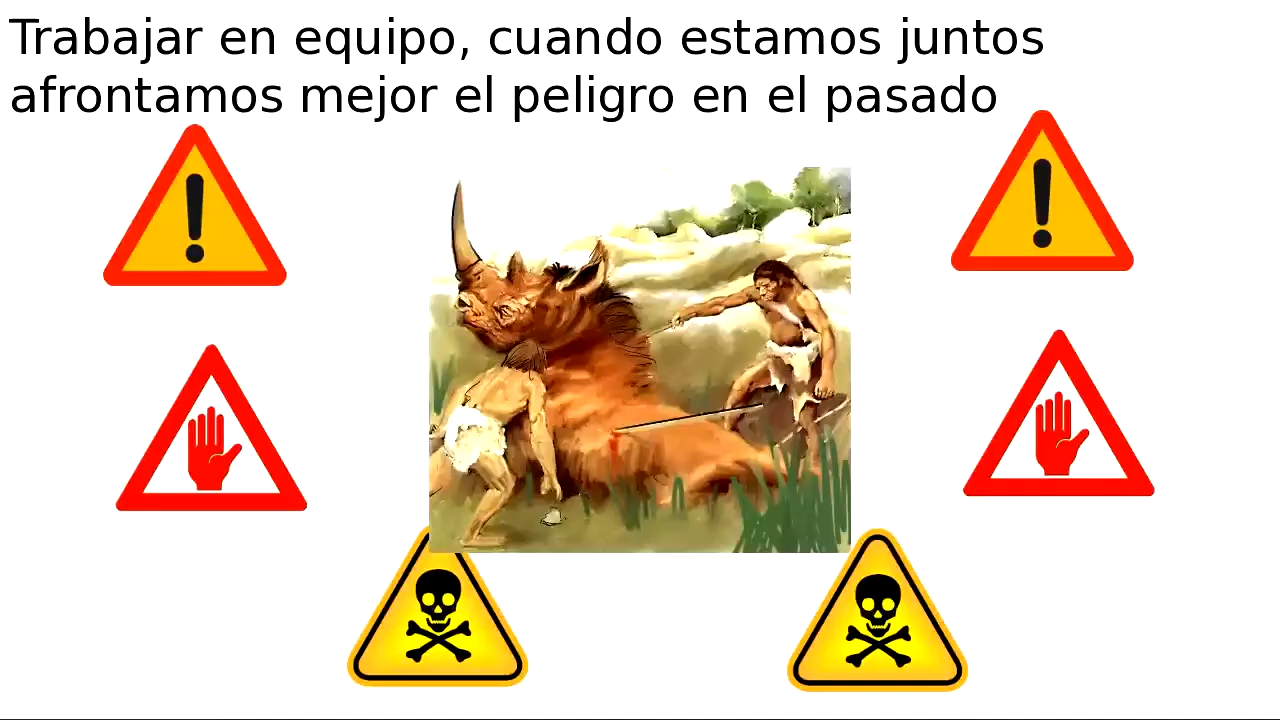 Trabajar en equipo, cuando estamos juntos
afrontamos mejor el peligro en el pasado